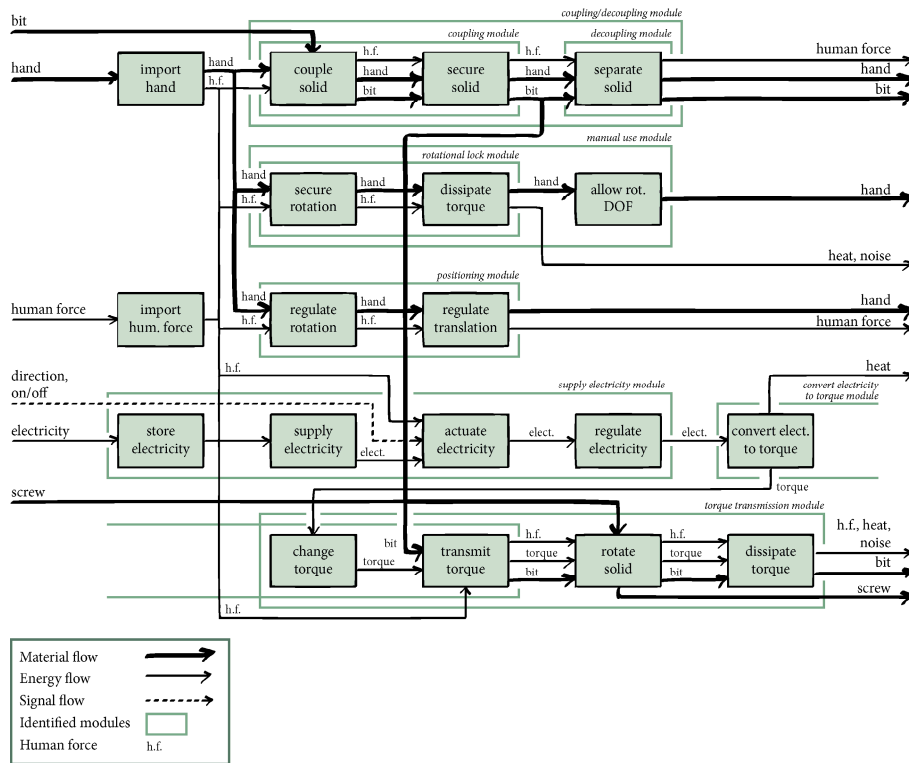 coupling/decoupling module
bit
coupling module
decoupling module
h.f.
h.f.
human force
hand
import
hand
hand
h.f.
couple
solid
hand
secure
solid
hand
separate
solid
hand
bit
bit
bit
manual use module
rotational lock module
hand
h.f.
secure
rotation
hand
h.f.
dissipate
torque
hand
allow rot.
DOF
hand
heat, noise
positioning module
human force
import
hum. force
hand
h.f.
regulate
rotation
hand
h.f.
regulate
translation
hand
human force
h.f.
heat
direction,
on/off
supply electricity module
convert electricity
to torque module
electricity
store
electricity
supply
electricity
elect.
actuate
electricity
elect.
regulate
electricity
elect.
convert elect.
to torque
torque
screw
torque transmission module
change
torque
bit
torque
transmit
torque
h.f.
torque
bit
rotate
solid
h.f.
torque
bit
dissipate
torque
h.f., heat,
noise
bit
screw
h.f.
Material flow
Energy flow
Signal flow
Identified modules
Human force
h.f.